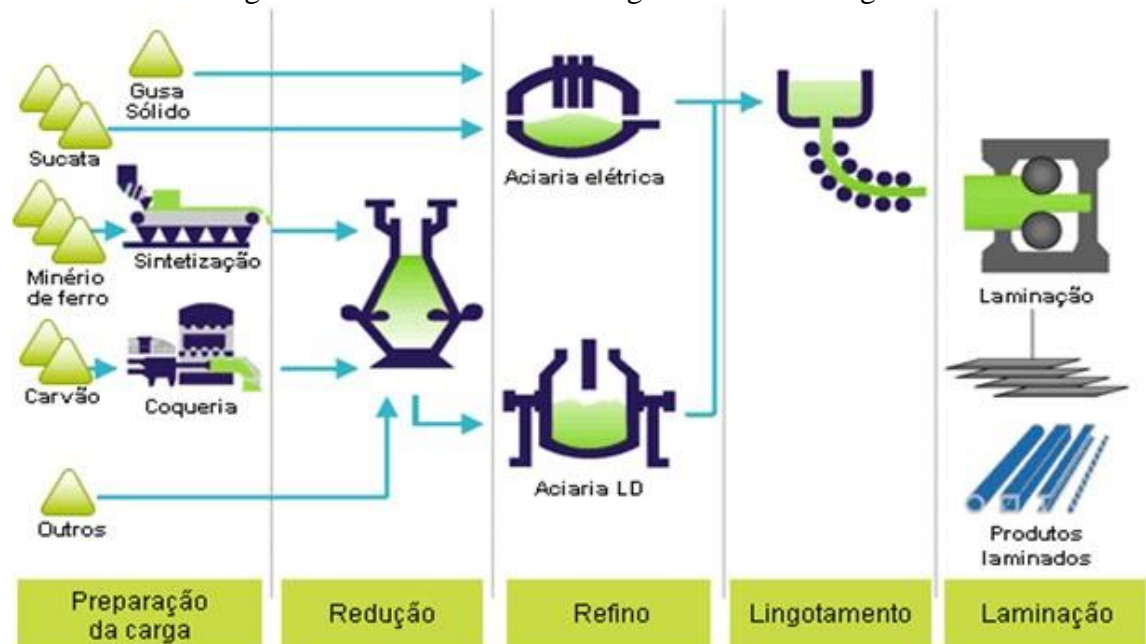 Gusa
Sólido
Sucata
Aciaria elétrica
Sintetização
Minério
de ferro
Laminação
Carvão
Coqueria
Aciaria LD
Outros
Produtos
laminados
Preparação
da carga
Redução
Refino
Lingotamento
Laminação